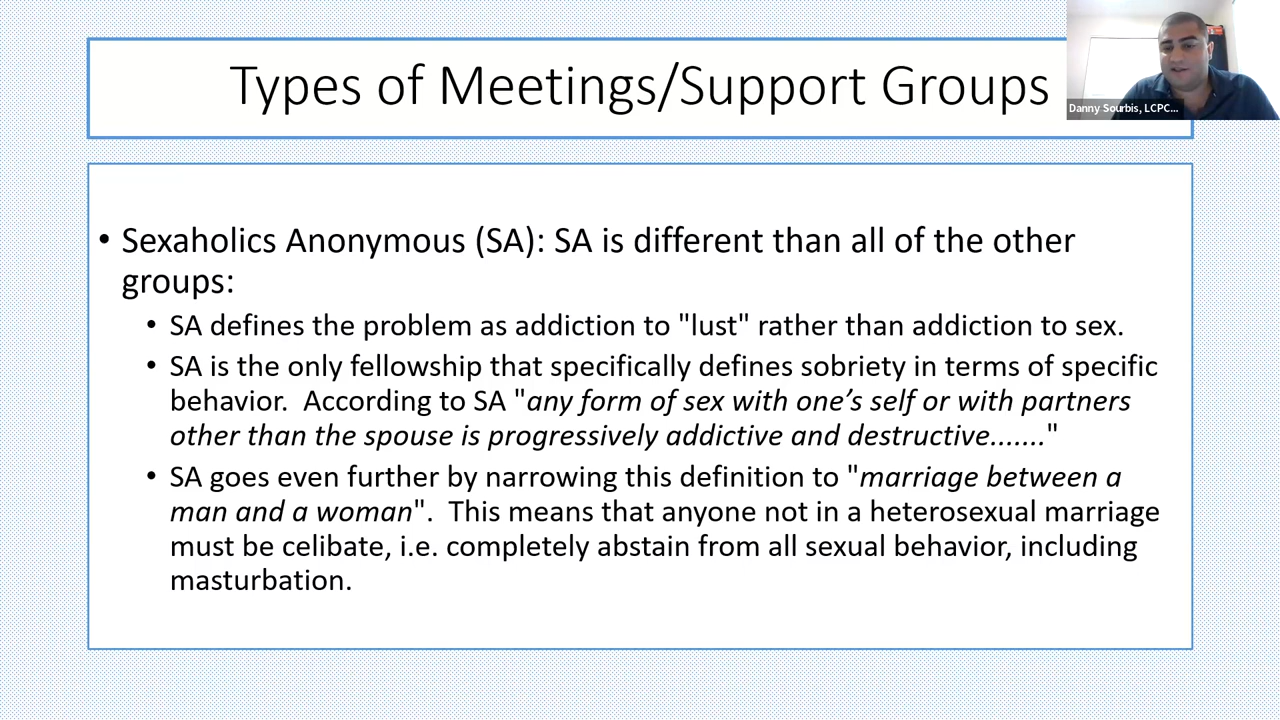 Types of Meetings/Support Groups
Danny Sourbis, LCPC...
• Sexaholics Anonymous (SA): SA is different than all of the other
groups:
• SA defines the problem as addiction to "lust" rather than addiction to sex.
• SA is the only fellowship that specifically defines sobriety in terms of specific
behavior.  According to SA "any form of sex with one’s self or with partners
other than the spouse is progressively addictive and destructive......."
• SA goes even further by narrowing this definition to "marriage between a
man and a woman".  This means that anyone not in a heterosexual marriage
must be celibate, i.e. completely abstain from all sexual behavior, including
masturbation.